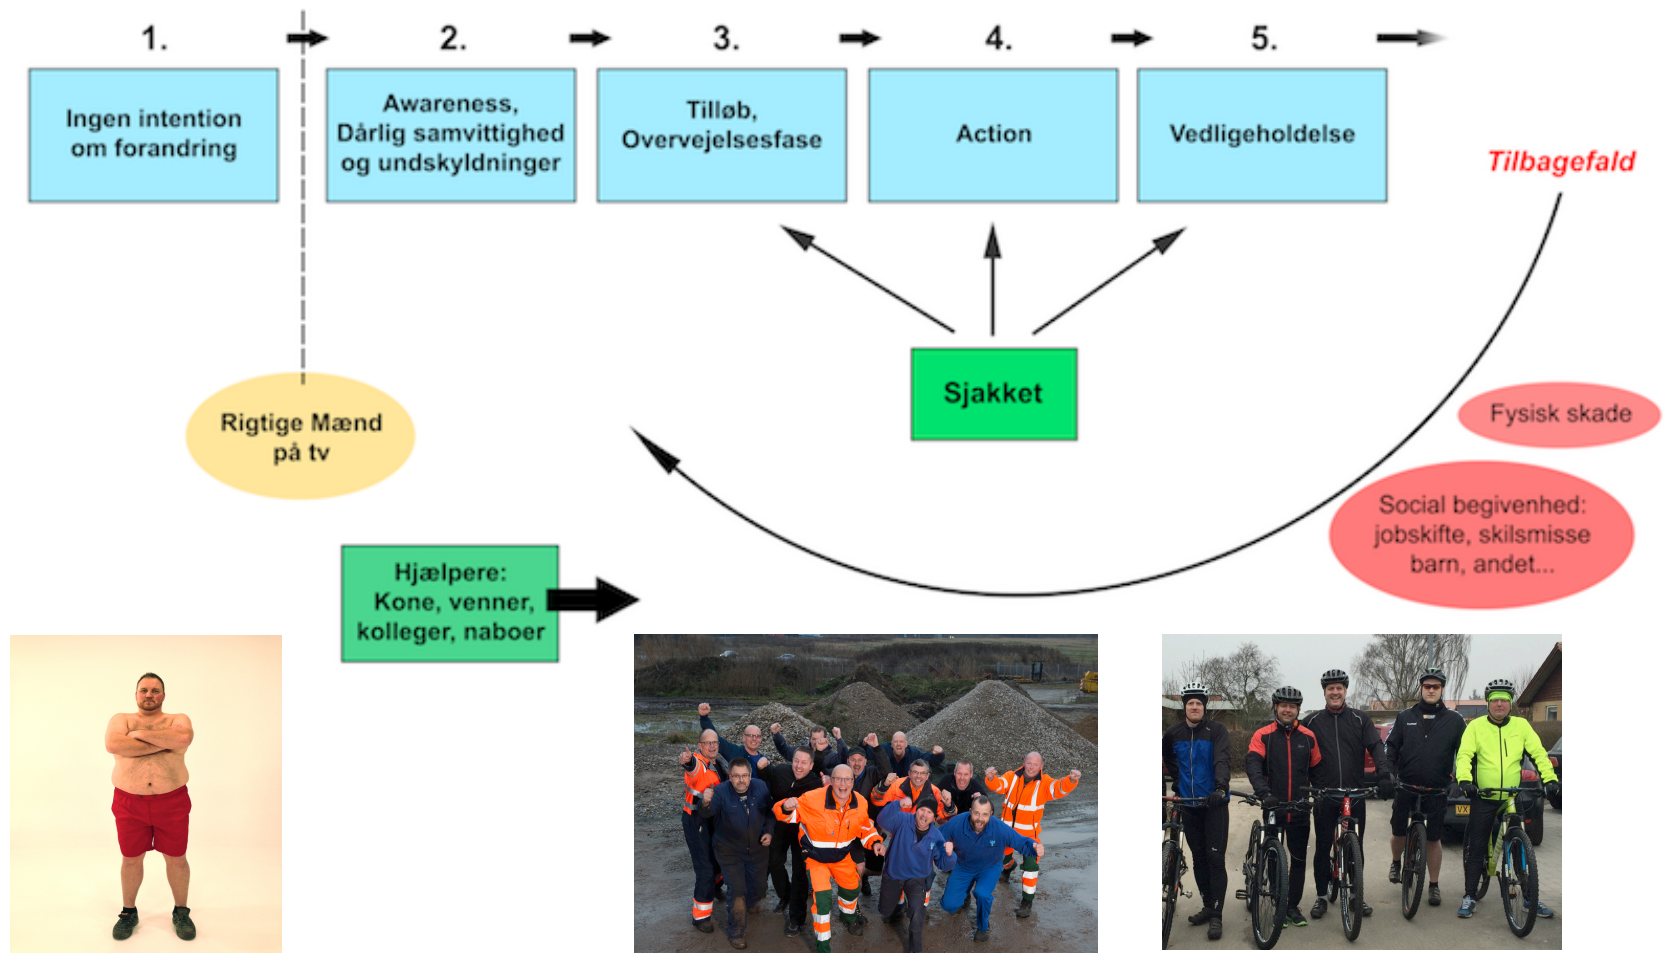 1.
2.
3.
4.
5.
Ingen intention
om forandring
Awareness,
Dårlig samvittighed
og undskyldninger
Tilløb,
Overvejelsesfase
Action
Vedligeholdelse
Tilbagefald
Sjakket
Rigtige Mænd
på tv
Fysisk skade
Social begivenhed:
jobskifte, skilsmisse
barn, andet...
Hjælpere:
Kone, venner,
kolleger, naboer
VX